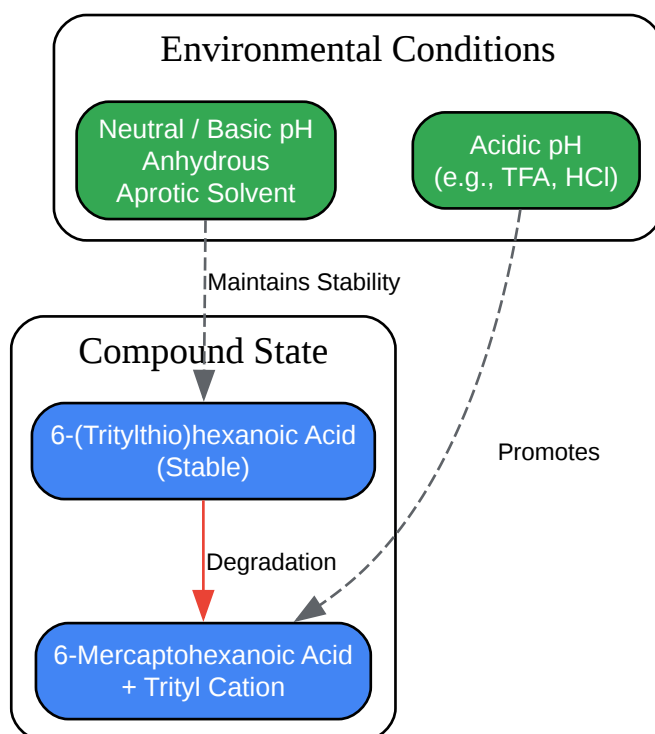 Environmental Conditions
Neutral / Basic pH
Anhydrous
Aprotic Solvent
Acidic pH
(e.g., TFA, HCl)
Maintains Stability
Compound State
6-(Tritylthio)hexanoic Acid
(Stable)
Promotes
Degradation
6-Mercaptohexanoic Acid
+ Trityl Cation